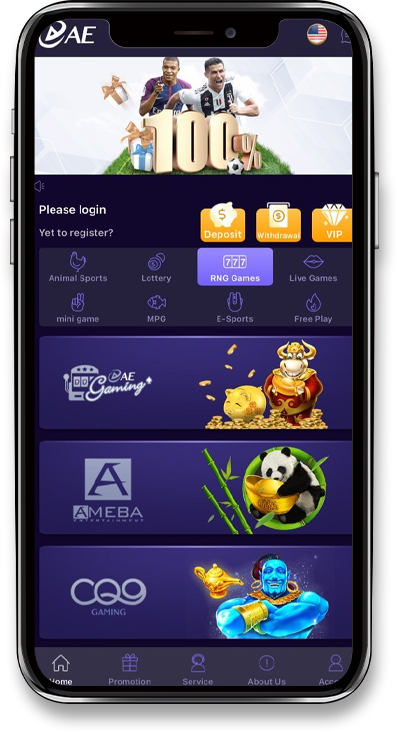 AE
100%
Please login
Yet to register?
Deposit
Withdrawal
VIP
Animal Sports
Lottery
777
RNG Games
Live Games
mini game
MPG
E-Sports
Free Play
AE
Gaming
A
AMEBA
ENTERTAINMENT
CQ9
GAMING
Home
Promotion
Service
About Us